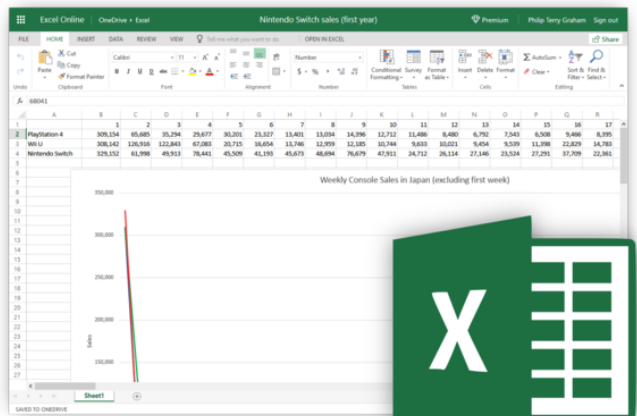 Excel Online OneDrive ▸ Excel Nintendo Switch sales (first year) Premium Philip Terry Graham Sign out
FILE HOME INSERT DATA REVIEW VIEW Tell me what you want to do OPEN IN EXCEL Share
Cut
Copy
Format Painter
Paste
Calibri 11
B I U D abc
Number
$ % 
Conditional Formatting
Survey
Format as Table
Insert Delete Format
AutoSum
Clear
Sort & Filter
Find & Select
Undo Clipboard Font Alignment Number Tables Cells Editing
fx 68041
A B C D E F G H I J K L M N O P Q R
1 1 2 3 4 5 6 7 8 9 10 11 12 13 14 15 16 17
2 PlayStation 4 309,154 65,685 35,294 29,677 30,201 23,327 13,401 13,034 14,396 12,712 11,486 8,480 6,792 7,543 6,508 9,466 8,395
3 Wii U 308,142 126,916 122,843 67,083 20,715 16,654 13,746 12,959 12,185 10,744 9,633 10,021 9,454 9,539 11,398 22,829 14,783
4 Nintendo Switch 329,152 61,998 49,913 78,441 45,509 41,193 45,673 48,694 76,679 47,911 24,712 26,114 27,146 23,524 27,291 37,709 22,361
5
6
7
8
9
10
11
12
13
14
15
16
17
18
19
20
21
22
23
24
25
26
27
Weekly Console Sales in Japan (excluding first week)
350,000
300,000
250,000
200,000
150,000
Sales
X
Sheet1
SAVED TO ONEDRIVE